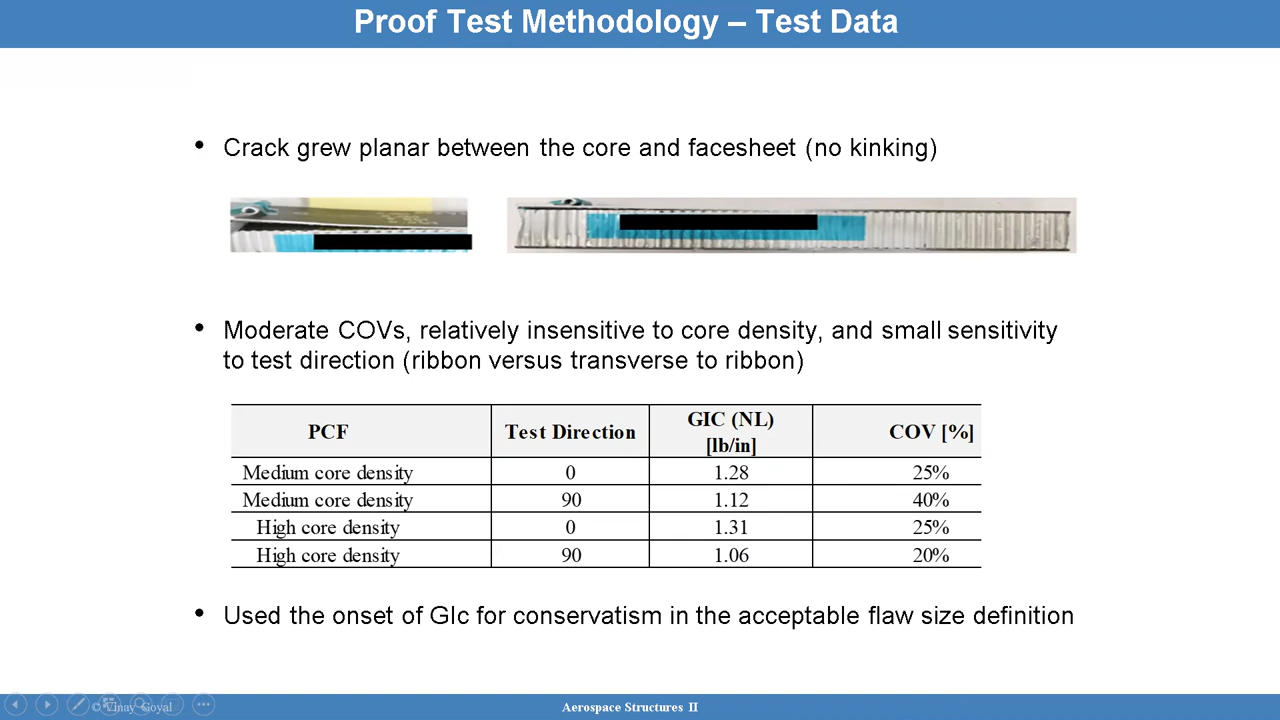 Proof Test Methodology – Test Data
• Crack grew planar between the core and facesheet (no kinking)
• Moderate COVs, relatively insensitive to core density, and small sensitivity
to test direction (ribbon versus transverse to ribbon)
PCF Test Direction GIC (NL) [lb/in] COV [%]
Medium core density 0 1.28 25%
Medium core density 90 1.12 40%
High core density 0 1.31 25%
High core density 90 1.06 20%
• Used the onset of GIc for conservatism in the acceptable flaw size definition
© Vinay Goyal
Aerospace Structures II